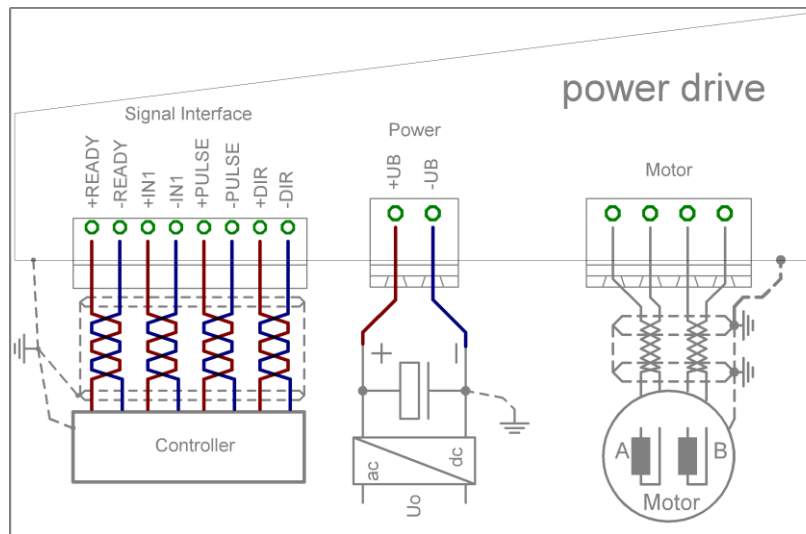 power drive
Signal Interface
Power
Motor
+READY
-READY
+IN1
-IN1
+PULSE
-PULSE
+DIR
-DIR
+UB
-UB
+
−
Controller
ac
dc
Uo
A
B
Motor